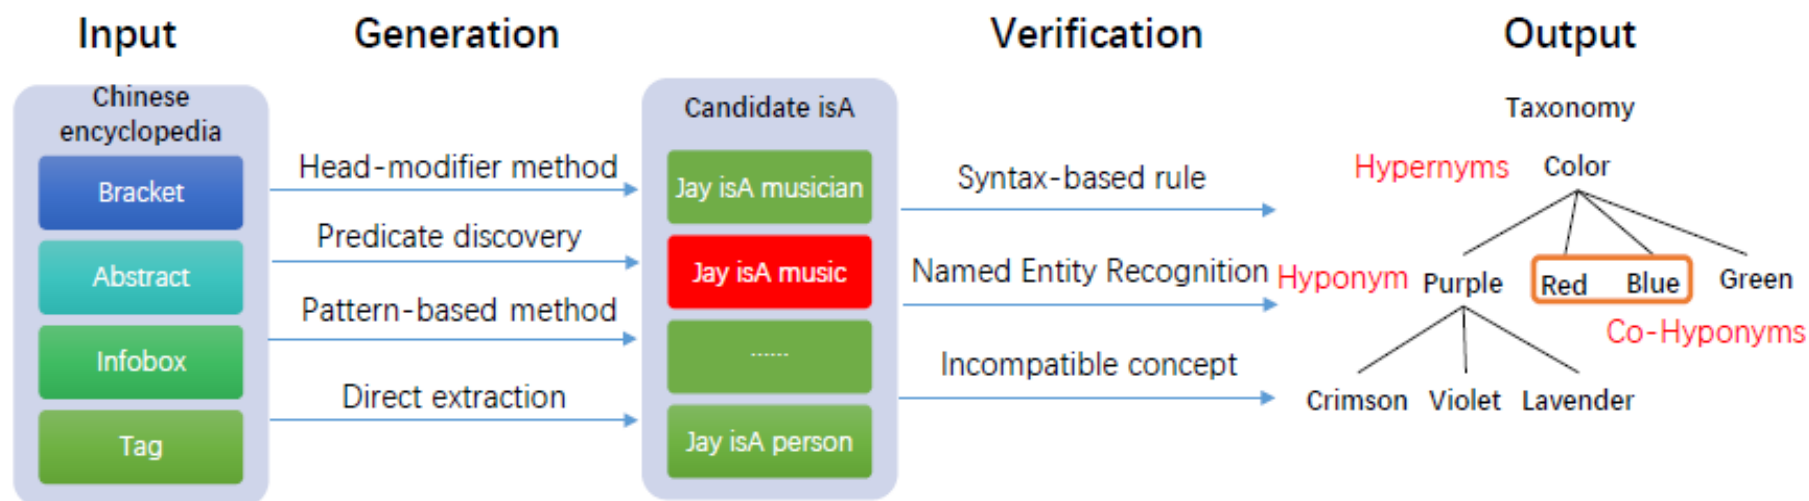 Input
Generation
Verification
Output
Chinese
encyclopedia
Bracket
Abstract
Infobox
Tag
Head-modifier method
Predicate discovery
Pattern-based method
Direct extraction
Candidate isA
Jay isA musician
Jay isA music
······
Jay isA person
Syntax-based rule
Named Entity Recognition
Incompatible concept
Taxonomy
Hypernyms Color
Hyponym Purple Red Blue Green
Co-Hyponyms
Crimson Violet Lavender